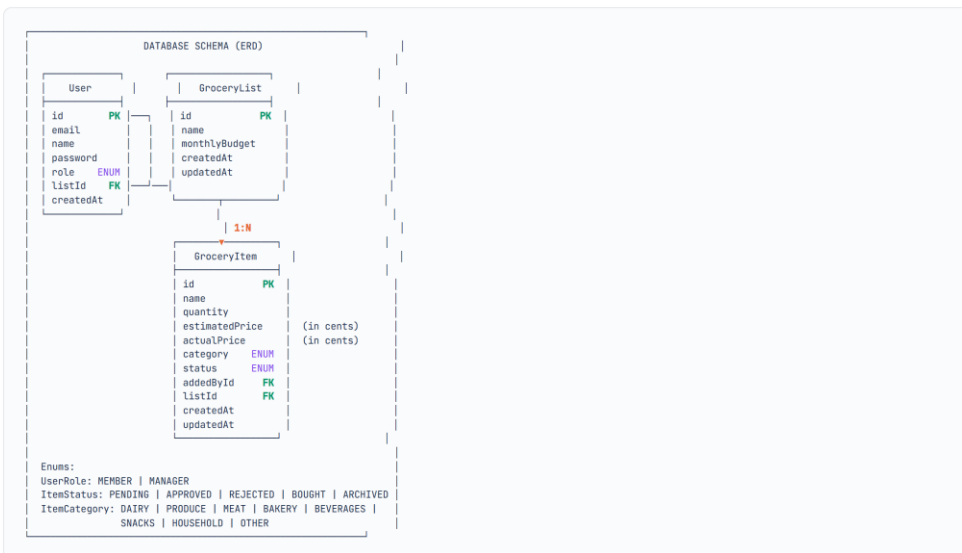 DATABASE SCHEMA (ERD)
User GroceryList
id PK id PK
email name
name monthlyBudget
password createdAt
role ENUM updatedAt
listId FK
createdAt
1:N
GroceryItem
id PK
name
quantity
estimatedPrice (in cents)
actualPrice (in cents)
category ENUM
status ENUM
addedById FK
listId FK
createdAt
updatedAt
Enums:
UserRole: MEMBER | MANAGER
ItemStatus: PENDING | APPROVED | REJECTED | BOUGHT | ARCHIVED
ItemCategory: DAIRY | PRODUCE | MEAT | BAKERY | BEVERAGES |
SNACKS | HOUSEHOLD | OTHER